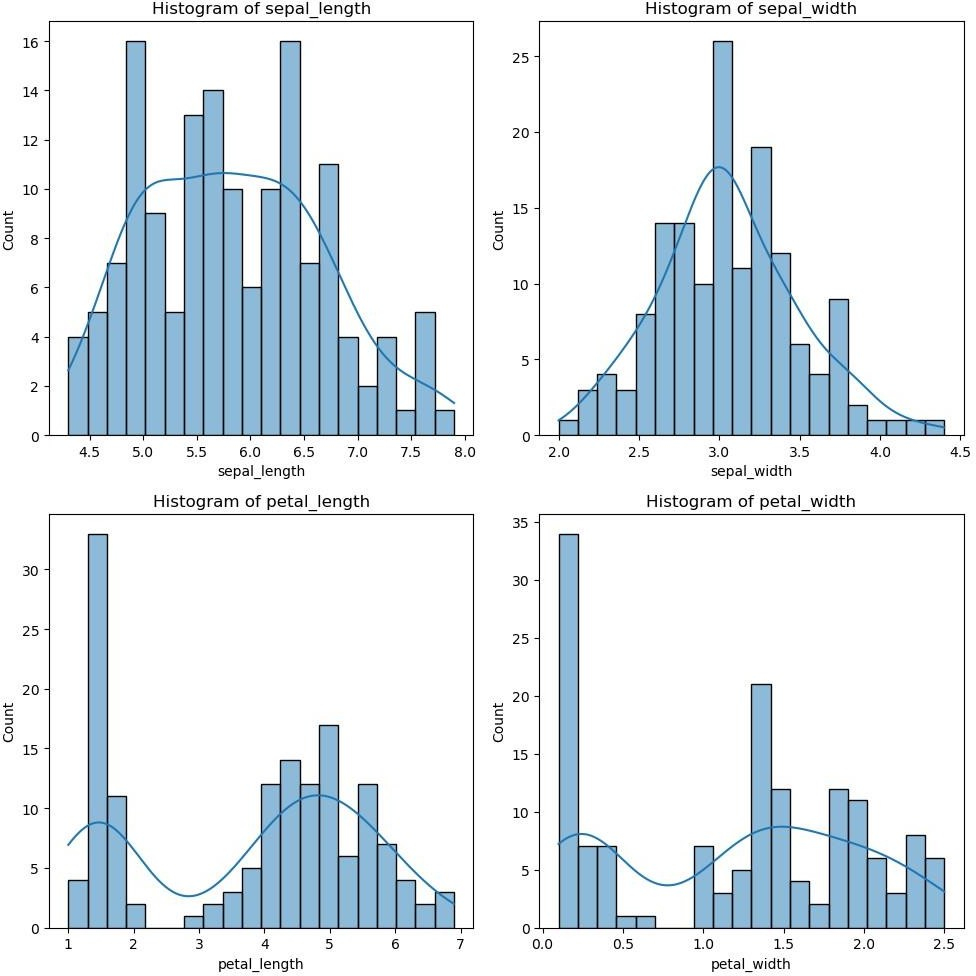 Histogram of sepal_length
16
14
12
10
8
6
4
2
0
Count
4.5 5.0 5.5 6.0 6.5 7.0 7.5 8.0
sepal_length
Histogram of sepal_width
25
20
15
10
5
0
Count
2.0 2.5 3.0 3.5 4.0 4.5
sepal_width
Histogram of petal_length
30
25
20
15
10
5
0
Count
1 2 3 4 5 6 7
petal_length
Histogram of petal_width
35
30
25
20
15
10
5
0
Count
0.0 0.5 1.0 1.5 2.0 2.5
petal_width